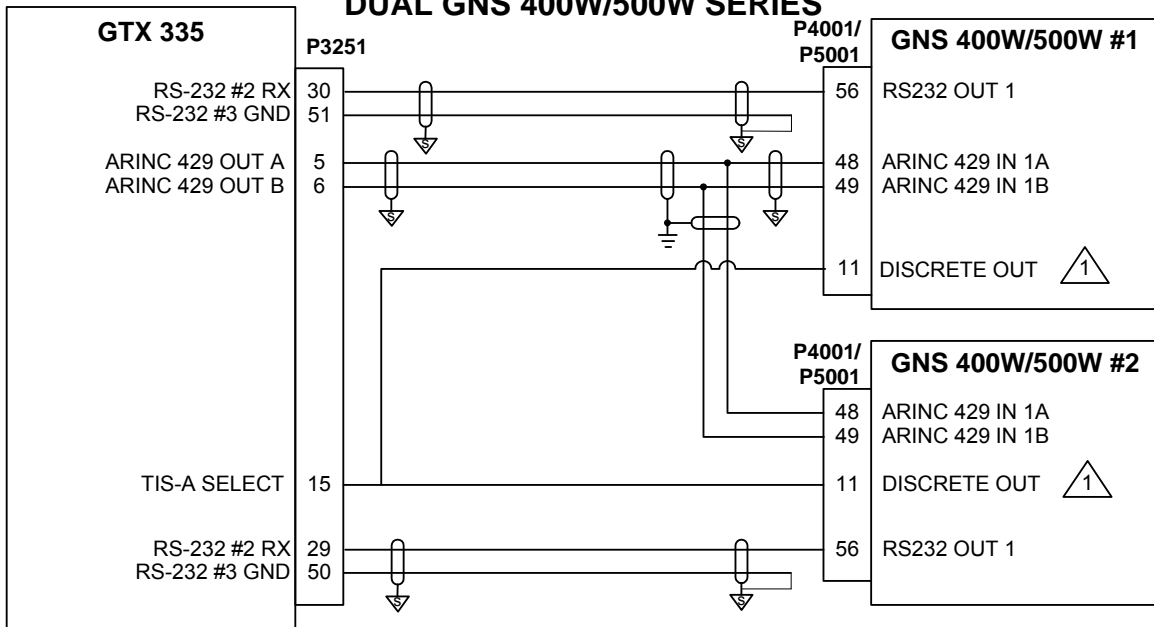 DUAL GNS 400W/500W SERIES
GTX 335
P3251
P4001/
P5001
GNS 400W/500W #1
RS-232 #2 RX 30 56 RS232 OUT 1
RS-232 #3 GND 51
S S
ARINC 429 OUT A 5 48 ARINC 429 IN 1A
ARINC 429 OUT B 6 49 ARINC 429 IN 1B
S S
11 DISCRETE OUT 1
P4001/
P5001
GNS 400W/500W #2
48 ARINC 429 IN 1A
49 ARINC 429 IN 1B
TIS-A SELECT 15 11 DISCRETE OUT 1
RS-232 #2 RX 29 56 RS232 OUT 1
RS-232 #3 GND 50
S S